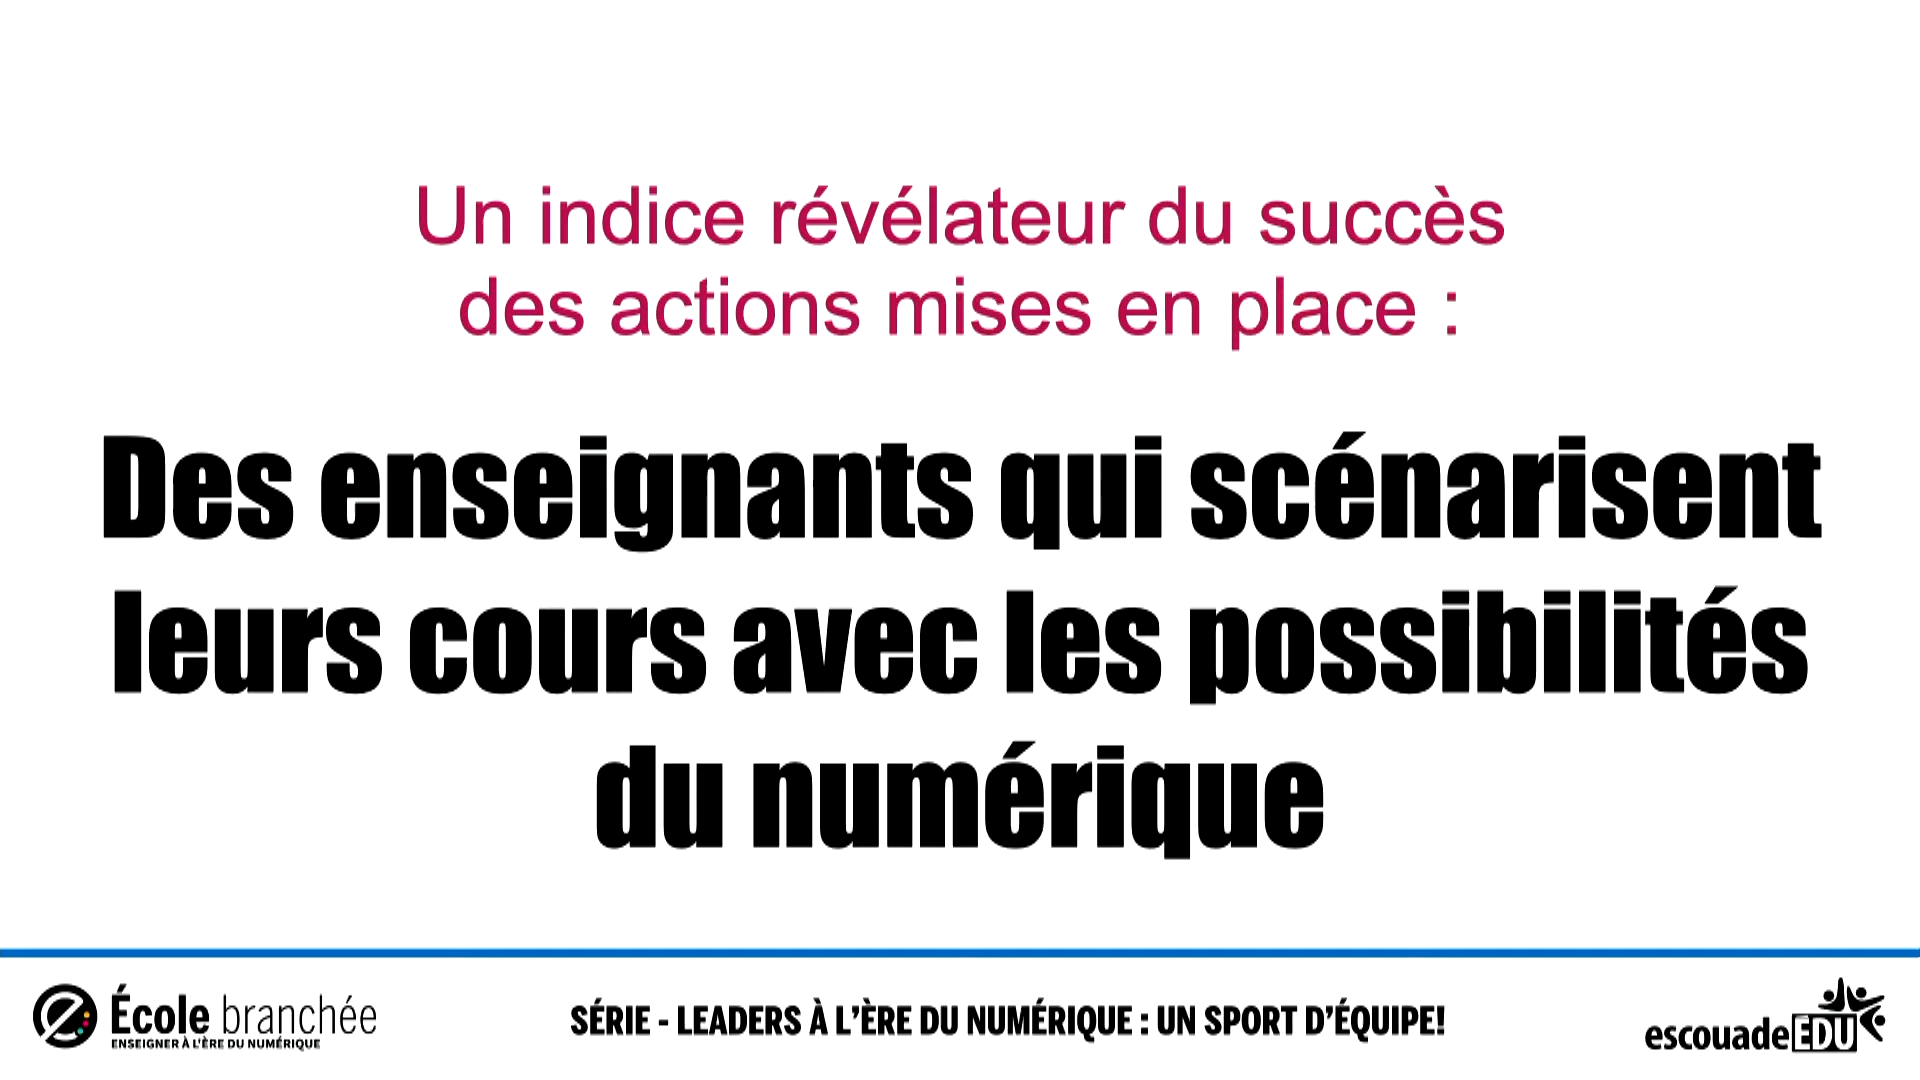 Un indice révélateur du succès
des actions mises en place :
Des enseignants qui scénarisent
leurs cours avec les possibilités
du numérique
École branchée
ENSEIGNER À L'ÈRE DU NUMÉRIQUE
SÉRIE - LEADERS À L'ÈRE DU NUMÉRIQUE : UN SPORT D'ÉQUIPE!
escouadeEDU